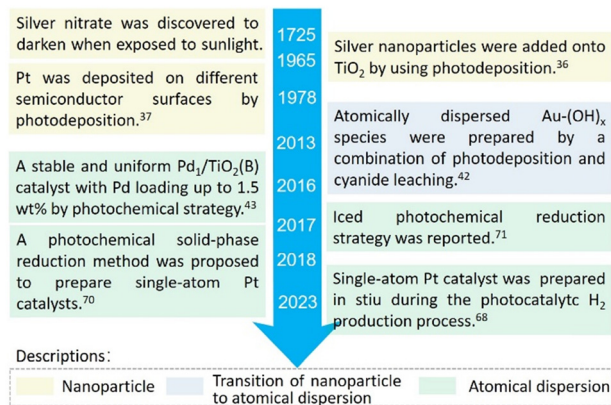 Silver nitrate was discovered to
darken when exposed to sunlight.
1725
1965
Silver nanoparticles were added onto
TiO2 by using photodeposition.36
Pt was deposited on different
semiconductor surfaces by
photodeposition.37
1978
2013
Atomically dispersed Au-(OH)x
species were prepared by a
combination of photodeposition and
cyanide leaching.42
A stable and uniform Pd1/TiO2(B)
catalyst with Pd loading up to 1.5
wt% by photochemical strategy.43
2016
2017
Iced photochemical reduction
strategy was reported.71
A photochemical solid-phase
reduction method was proposed
to prepare single-atom Pt
catalysts.70
2018
2023
Single-atom Pt catalyst was prepared
in stiu during the photocatalytc H2
production process.68
Descriptions:
Nanoparticle
Transition of nanoparticle
to atomical dispersion
Atomical dispersion